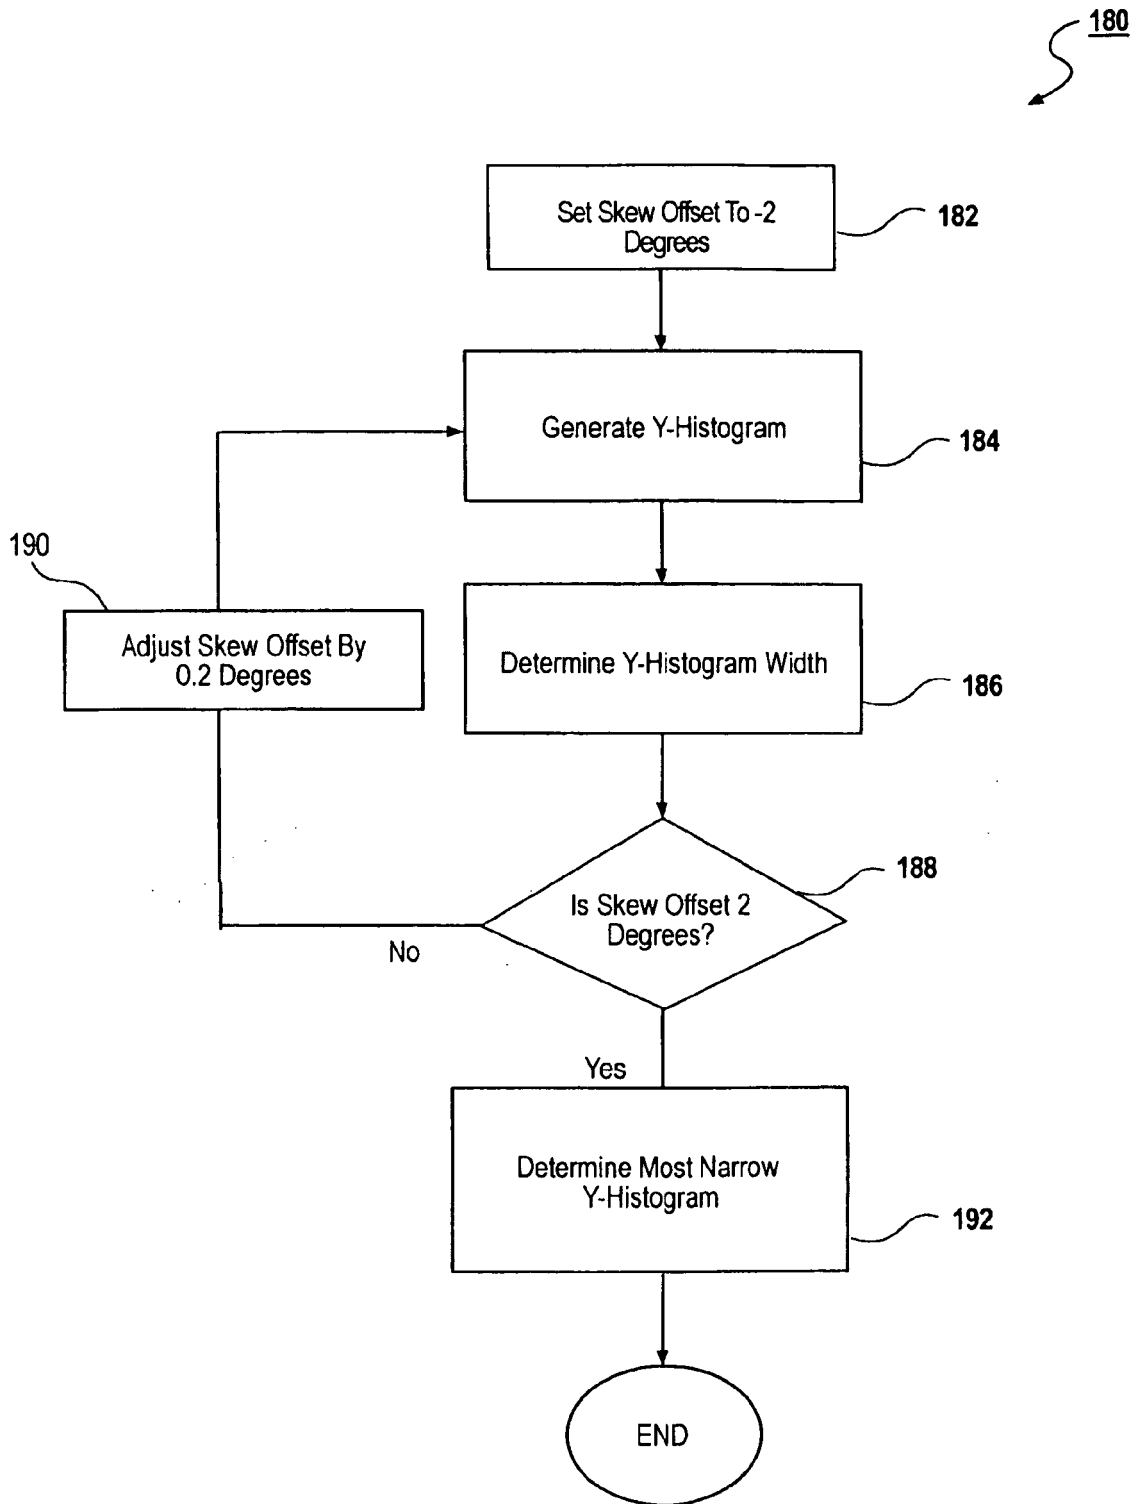 180
Set Skew Offset To -2
Degrees
182
Generate Y-Histogram
184
190
Adjust Skew Offset By
0.2 Degrees
Determine Y-Histogram Width
186
188
Is Skew Offset 2
Degrees?
No
Yes
Determine Most Narrow
Y-Histogram
192
END